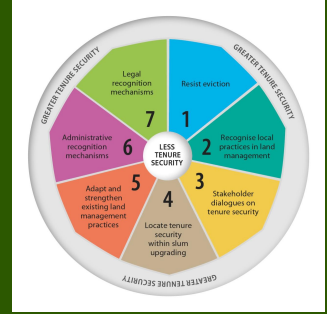 GREATER TENURE SECURITY
GREATER TENURE SECURITY
Legal
recognition
mechanisms
7
Resist eviction
1
Administrative
recognition
mechanisms
6
LESS
TENURE
SECURITY
2
Recognise local
practices in land
management
5
Adapt and
strengthen
existing land
management
practices
3
Stakeholder
dialogues on
tenure security
4
Locate tenure
security
within slum
upgrading
GREATER TENURE SECURITY